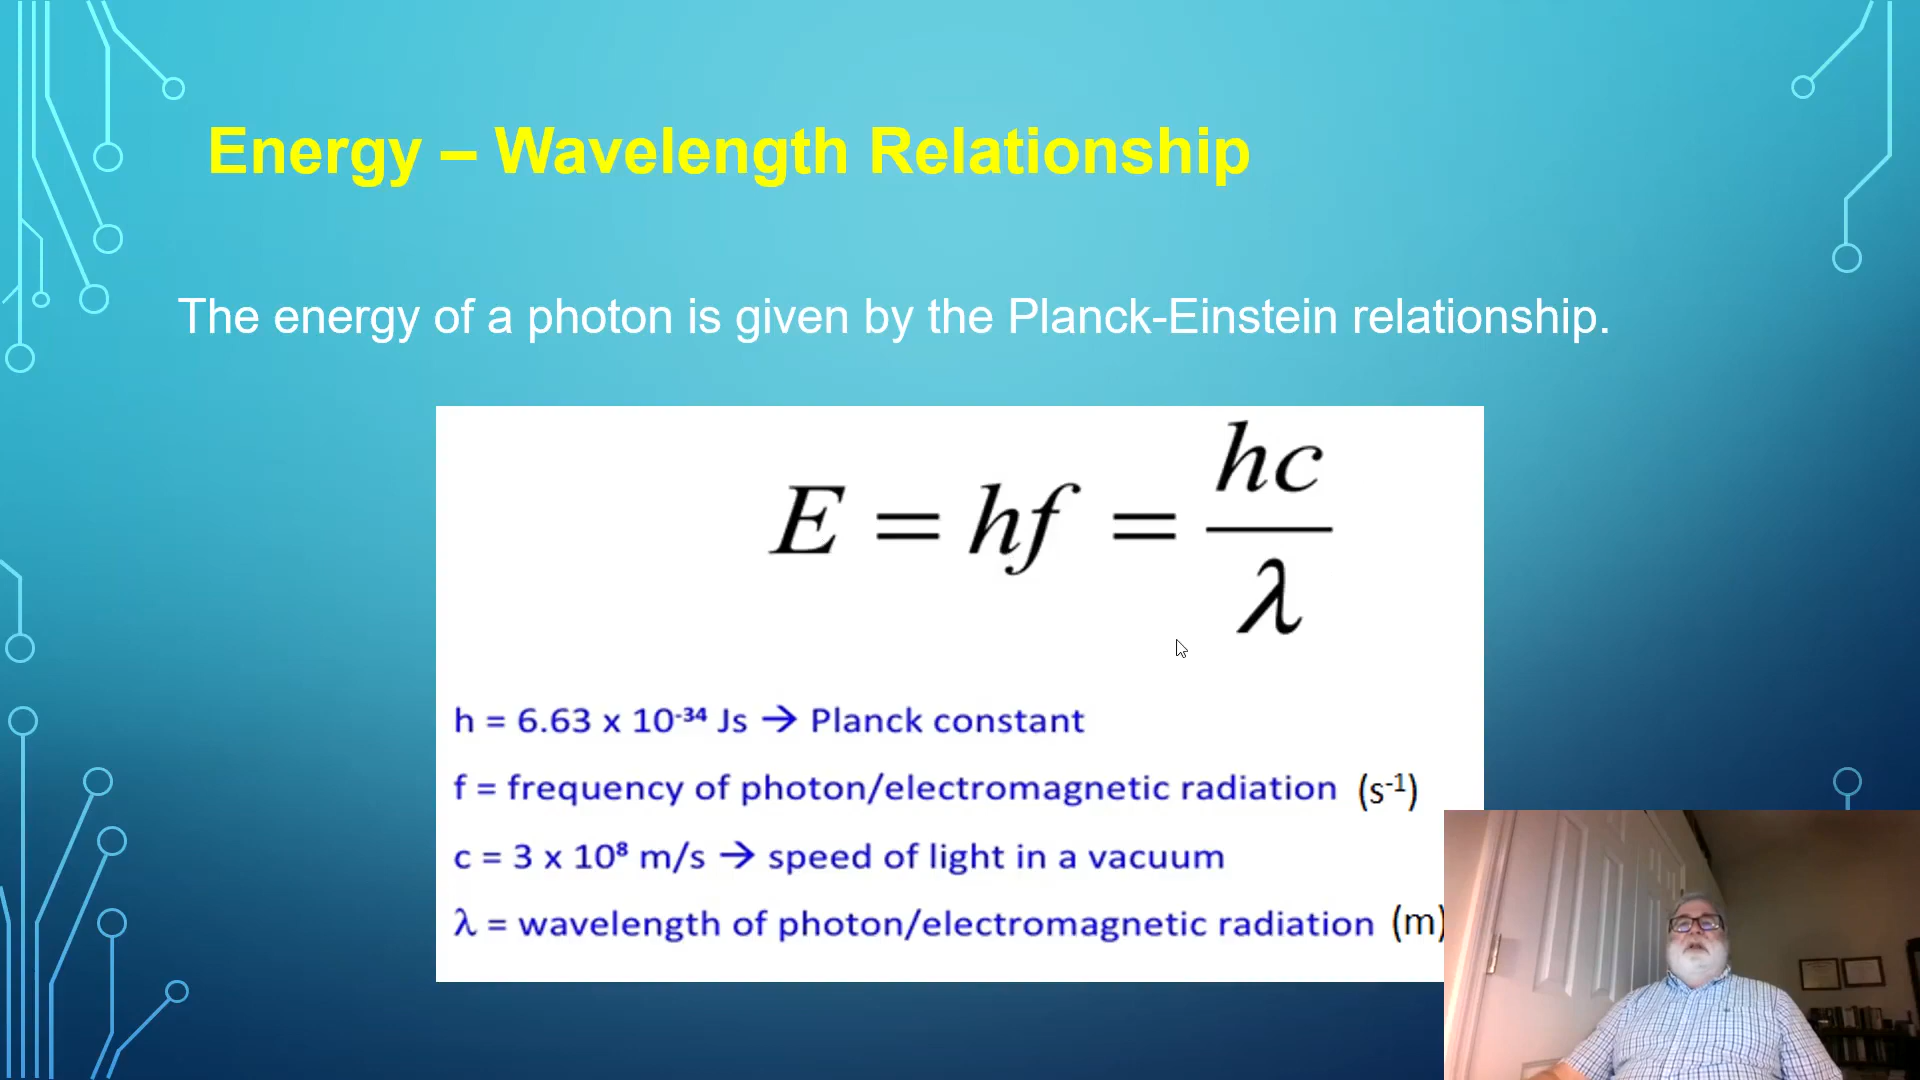 Energy – Wavelength Relationship
The energy of a photon is given by the Planck-Einstein relationship.
E = hf = hc/λ
h = 6.63 x 10⁻³⁴ Js → Planck constant
f = frequency of photon/electromagnetic radiation (s⁻¹)
c = 3 x 10⁸ m/s → speed of light in a vacuum
λ = wavelength of photon/electromagnetic radiation (m)